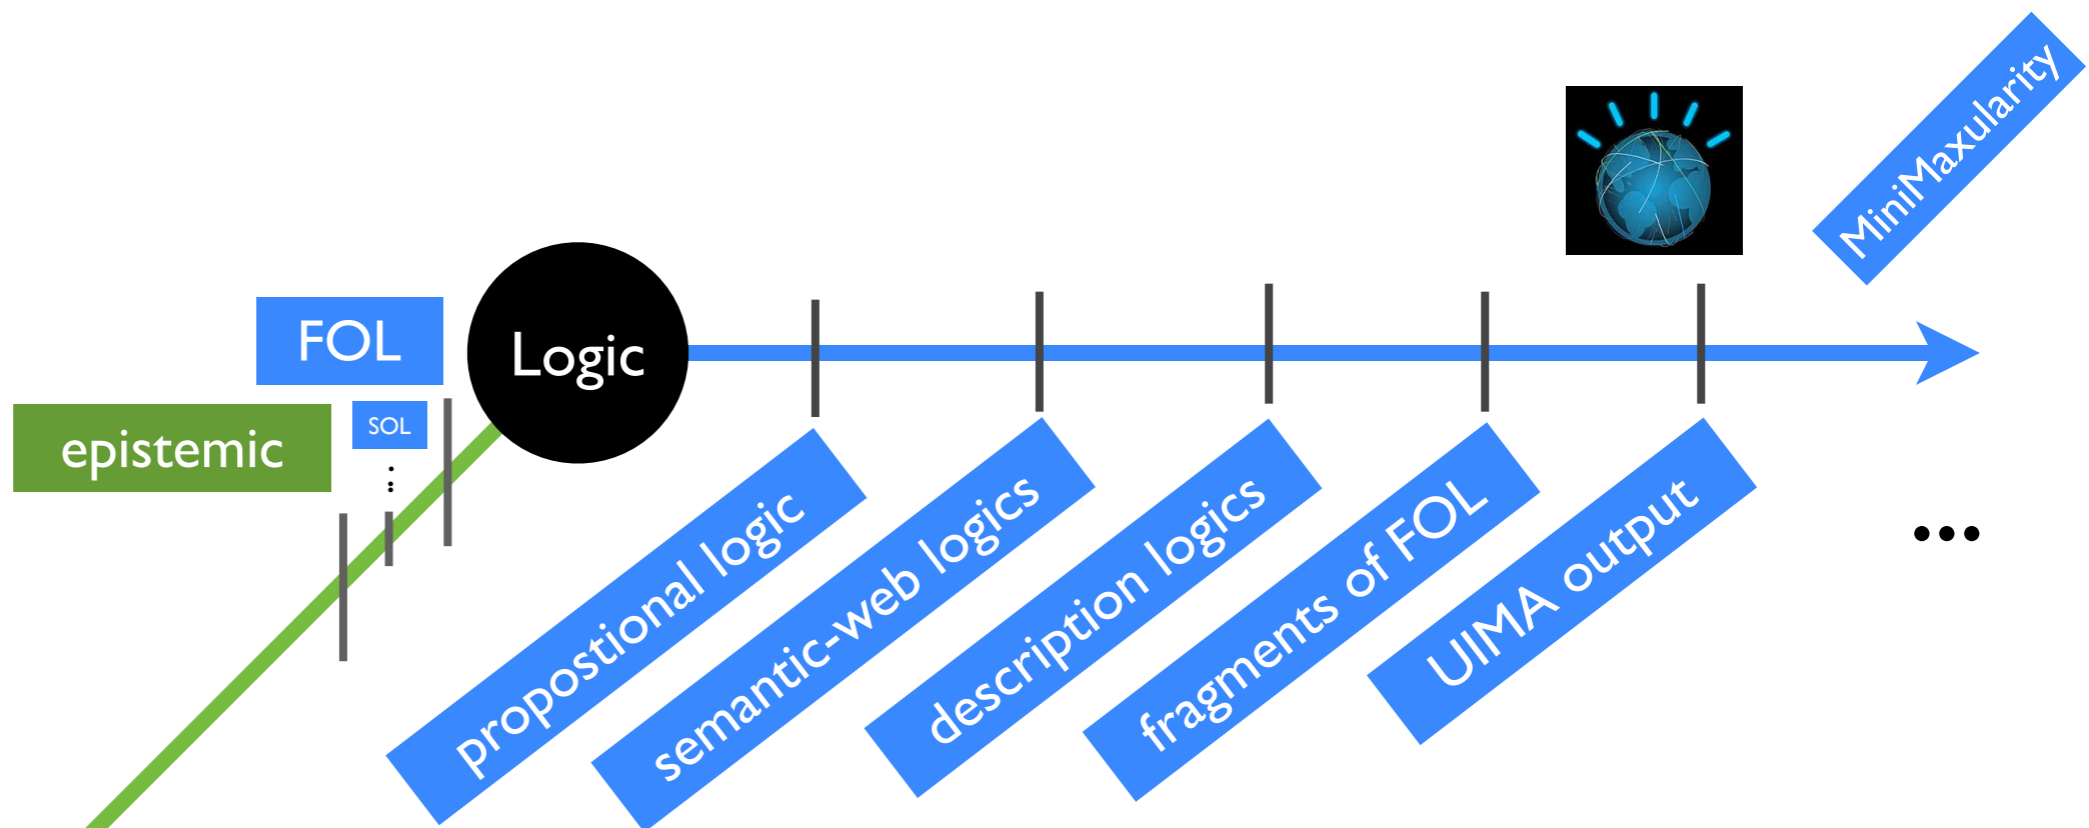 MiniMaxularity
FOL
Logic
SOL
epistemic
...
propostional logic
semantic-web logics
description logics
fragments of FOL
UIMA output
...